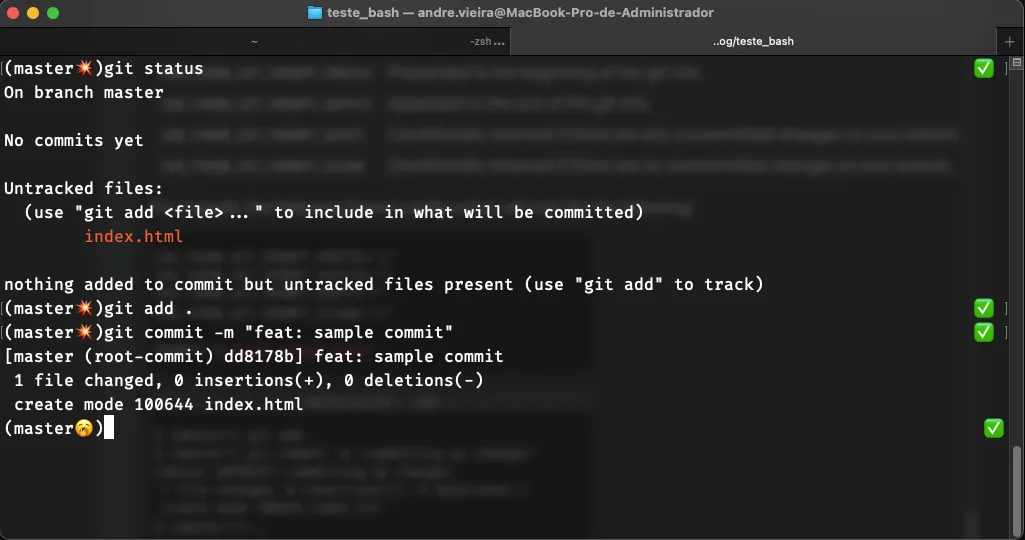 teste_bash — andre.vieira@MacBook-Pro-de-Administrador
~ -zsh... ..og/teste_bash +
(master💥)git status ✅
On branch master
No commits yet
Untracked files:
(use "git add <file>..." to include in what will be committed)
index.html
nothing added to commit but untracked files present (use "git add" to track)
(master💥)git add . ✅
(master💥)git commit -m "feat: sample commit" ✅
[master (root-commit) dd8178b] feat: sample commit
1 file changed, 0 insertions(+), 0 deletions(-)
create mode 100644 index.html
(master🥱) ✅